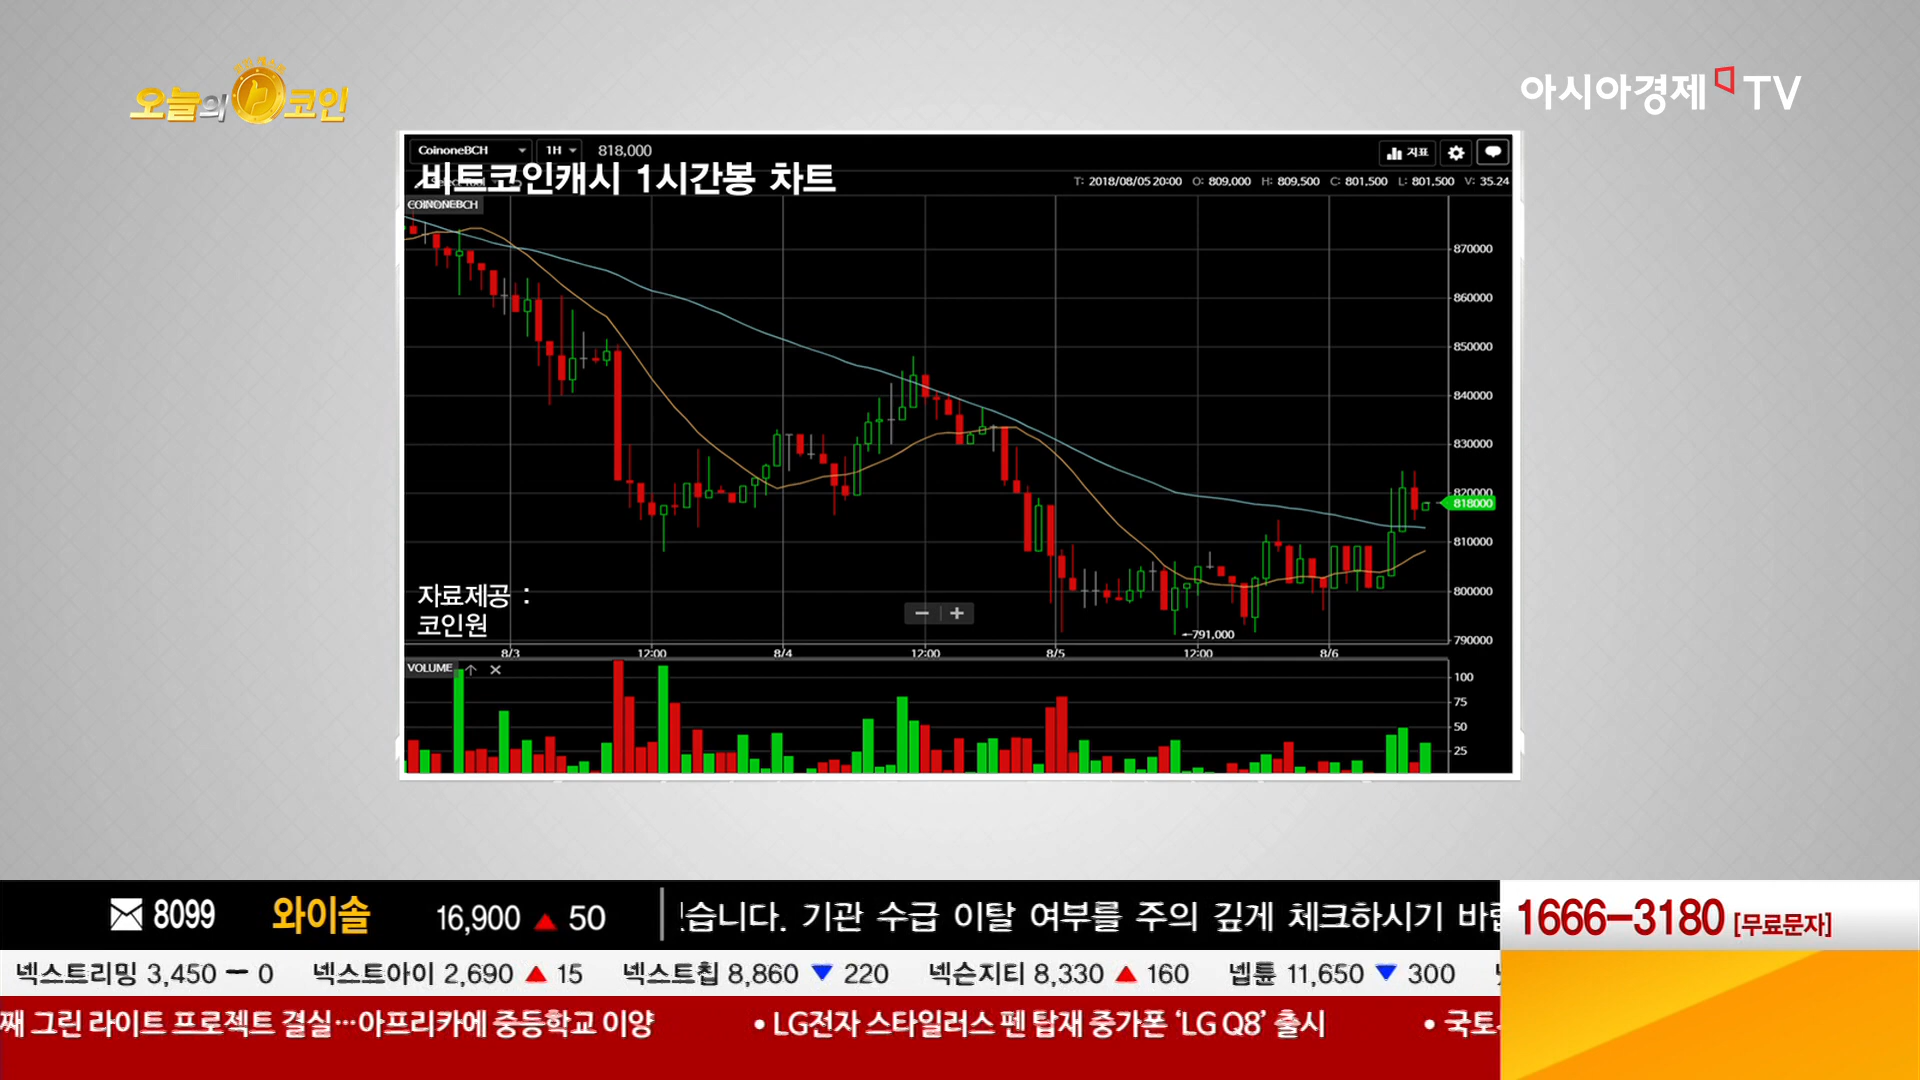 오늘의 코인
아시아경제 TV
CoinoneBCH 1H 818,000
지표
비트코인캐시 1시간봉 차트
T: 2018/08/05 20:00 O: 809,000 H: 809,500 C: 801,500 L: 801,500 V: 35.24
COINONEBCH
870000
860000
850000
840000
830000
820000
818000
810000
800000
790000
←791,000
자료제공 :
코인원
8/3 12:00 8/4 12:00 8/5 12:00 8/6
VOLUME
100
75
50
25
8099 와이솔 16,900 ▲ 50
습니다. 기관 수급 이탈 여부를 주의 깊게 체크하시기
1666-3180 [무료문자]
넥스트리밍 3,450 ━ 0 넥스트아이 2,690 ▲ 15 넥스트칩 8,860 ▼ 220 넥슨지티 8,330 ▲ 160 넵튠 11,650 ▼ 300
째 그린 라이트 프로젝트 결실…아프리카에 중등학교 이양 • LG전자 스타일러스 펜 탑재 중가폰 ‘LG Q8’ 출시 • 국토